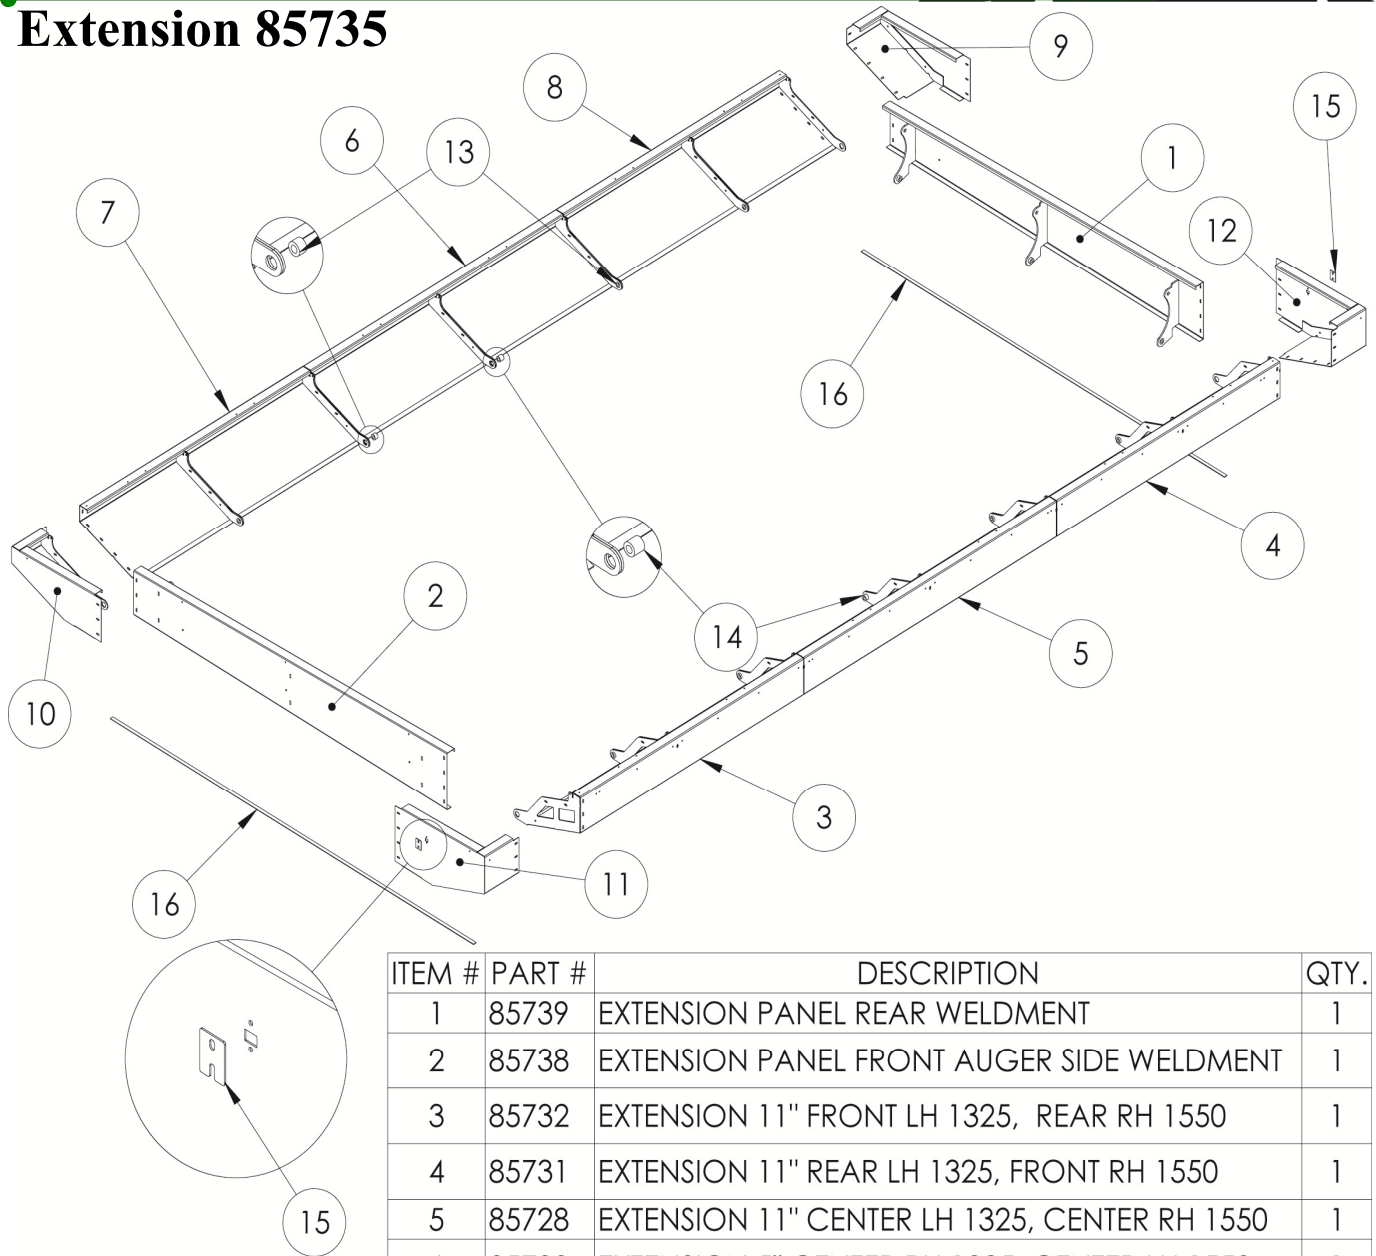 Extension 85735
9
8
15
6
13
1
7
12
16
4
2
14
5
10
3
16
11
15
ITEM # PART # DESCRIPTION QTY.
1 85739 EXTENSION PANEL REAR WELDMENT 1
2 85738 EXTENSION PANEL FRONT AUGER SIDE WELDMENT 1
3 85732 EXTENSION 11" FRONT LH 1325, REAR RH 1550 1
4 85731 EXTENSION 11" REAR LH 1325, FRONT RH 1550 1
5 85728 EXTENSION 11" CENTER LH 1325, CENTER RH 1550 1